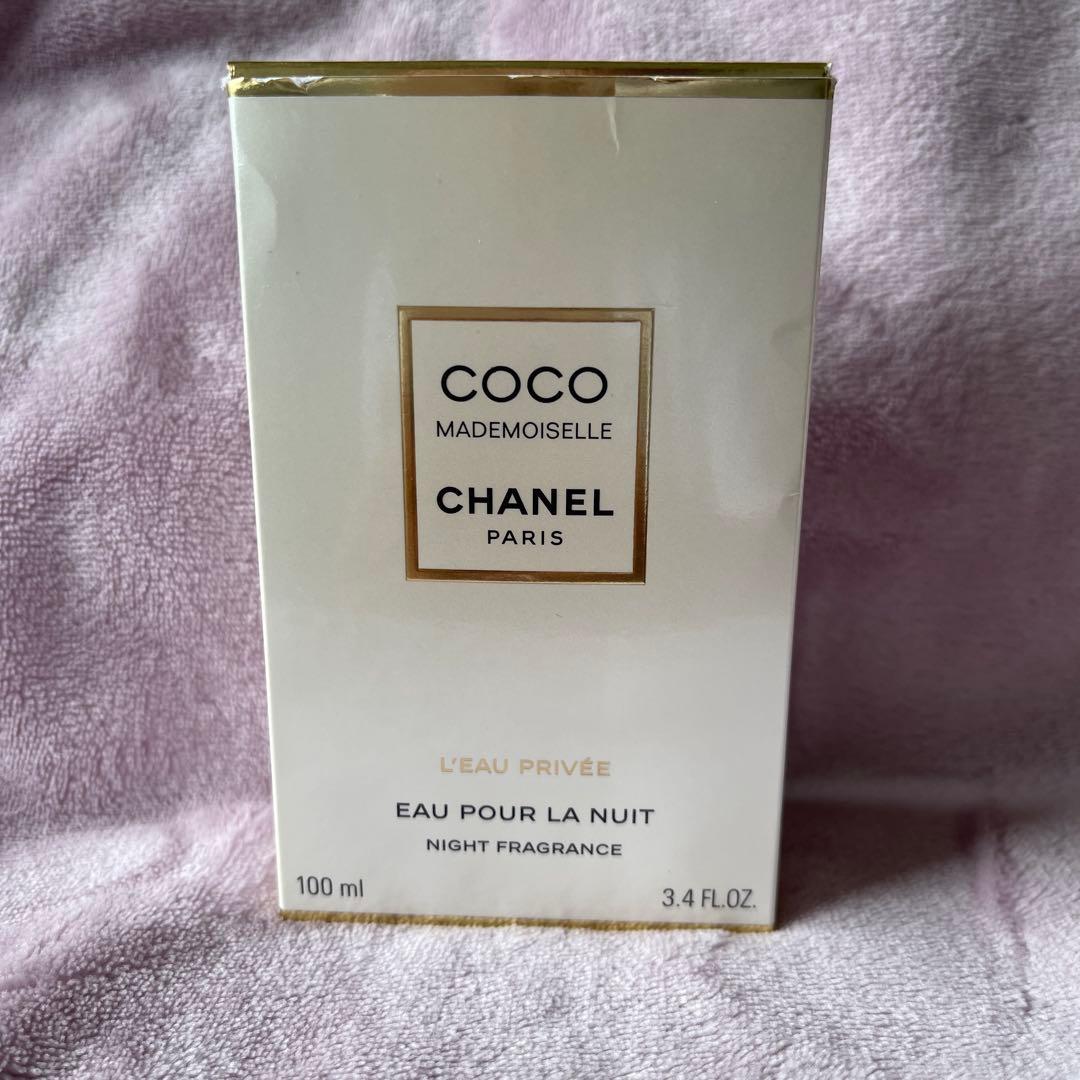 COCO
MADEMOISELLE
CHANEL
PARIS
L'EAU PRIVÉE
EAU POUR LA NUIT
NIGHT FRAGRANCE
100 ml
3.4 FL.OZ.